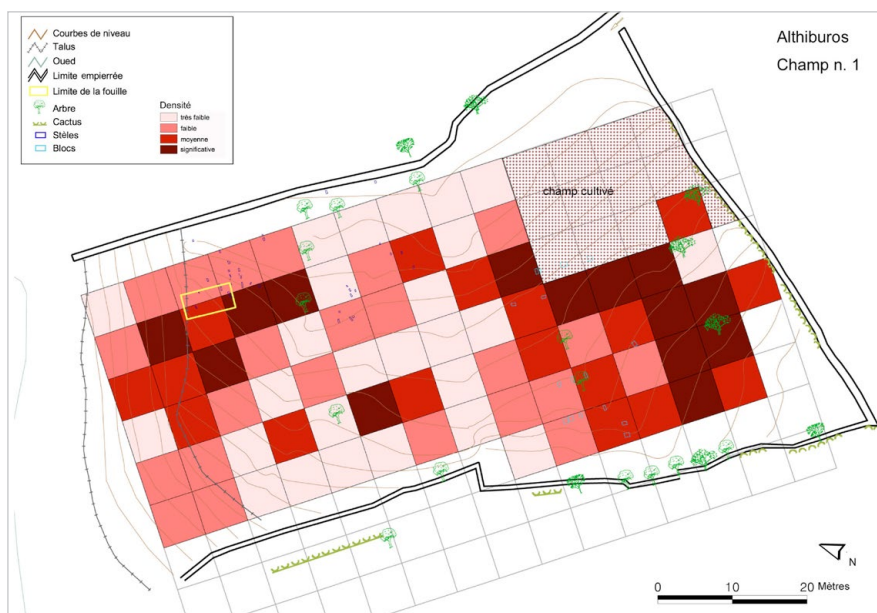 Courbes de niveau
Talus
Oued
Limite empierrée
Limite de la fouille
Arbre
Cactus
Stèles
Blocs
Densité
très faible
faible
moyenne
significative
Althiburos
Champ n. 1
champ cultive
N
0 10 20 Mètres